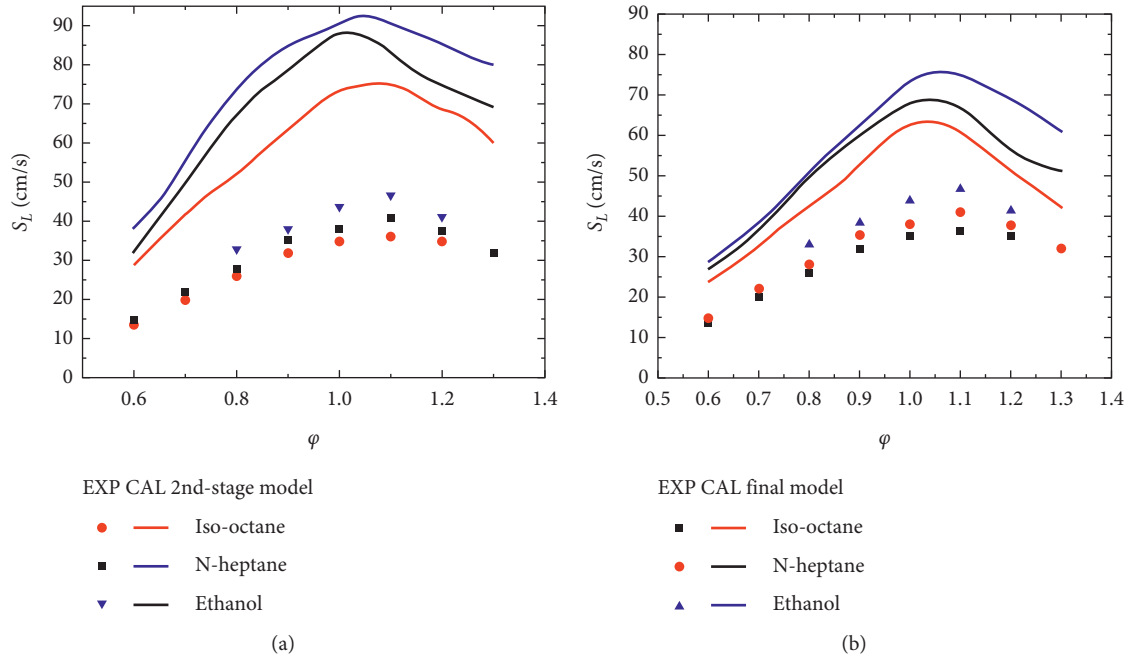 90
80
70
60
50
40
30
20
10
0
S_L (cm/s)
0.6 0.8 1.0 1.2 1.4
φ
EXP CAL 2nd-stage model
Iso-octane
N-heptane
Ethanol
(a)
90
80
70
60
50
40
30
20
10
0
S_L (cm/s)
0.5 0.6 0.7 0.8 0.9 1.0 1.1 1.2 1.3 1.4
φ
EXP CAL final model
Iso-octane
N-heptane
Ethanol
(b)